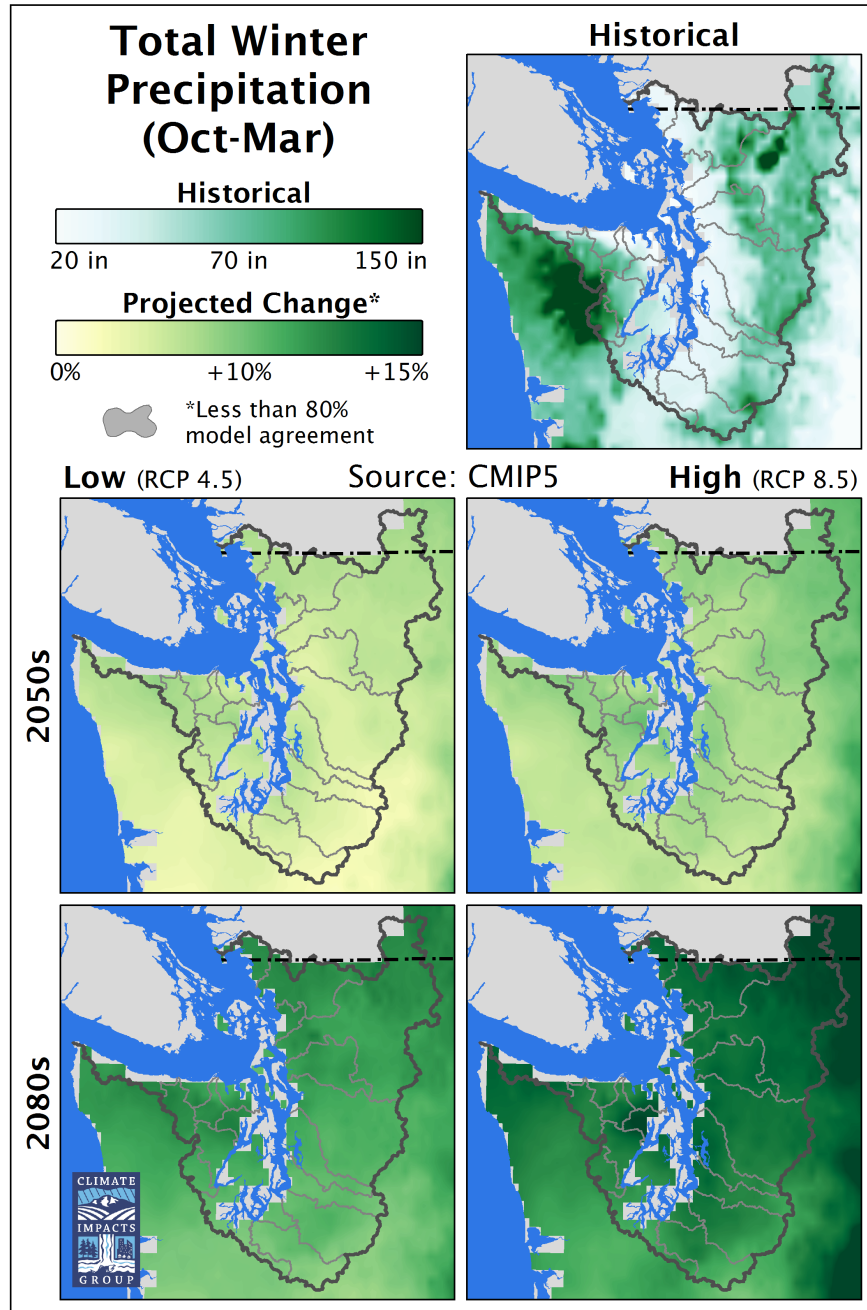 Total Winter
Precipitation
(Oct-Mar)
Historical
Historical
20 in 70 in 150 in
Projected Change*
0% +10% +15%
*Less than 80%
model agreement
Low (RCP 4.5) Source: CMIP5 High (RCP 8.5)
2050s
2080s
CLIMATE
IMPACTS
GROUP